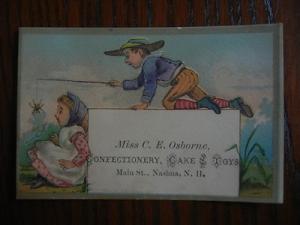 Miss C. E. Osborne,
CONFECTIONERY, CAKE & TOYS
Main St., Nashua, N. H.